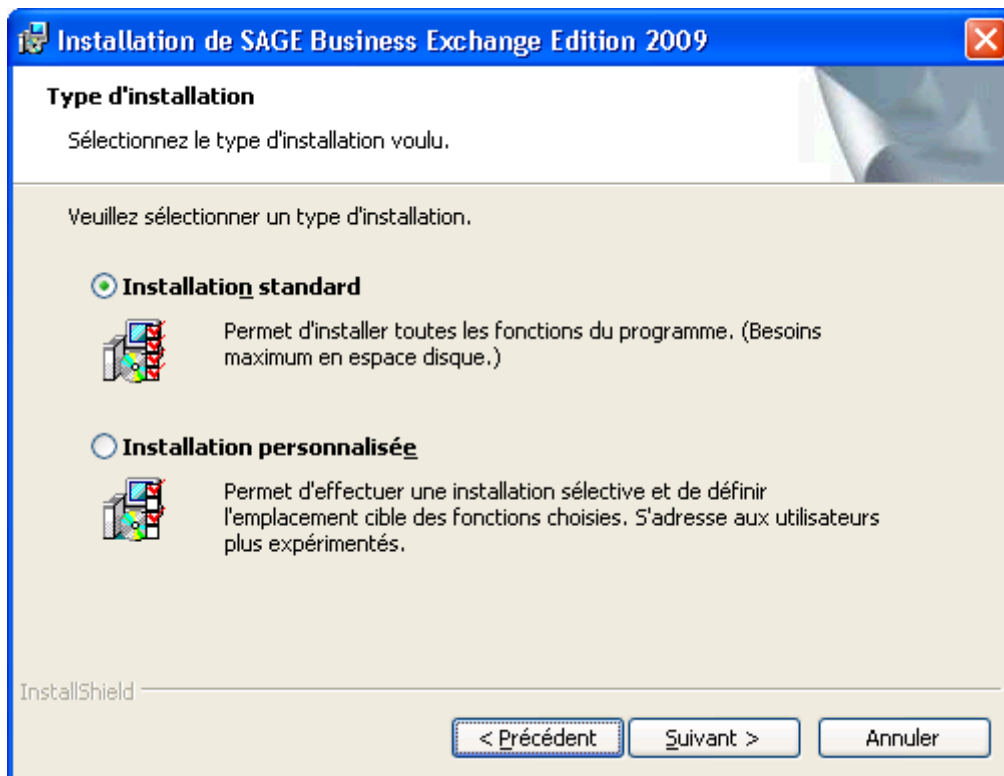 Installation de SAGE Business Exchange Edition 2009
Type d'installation
Sélectionnez le type d'installation voulu.
Veuillez sélectionner un type d'installation.
Installation standard
Permet d'installer toutes les fonctions du programme. (Besoins
maximum en espace disque.)
Installation personnalisée
Permet d'effectuer une installation sélective et de définir
l'emplacement cible des fonctions choisies. S'adresse aux utilisateurs
plus expérimentés.
InstallShield
< Précédent Suivant > Annuler